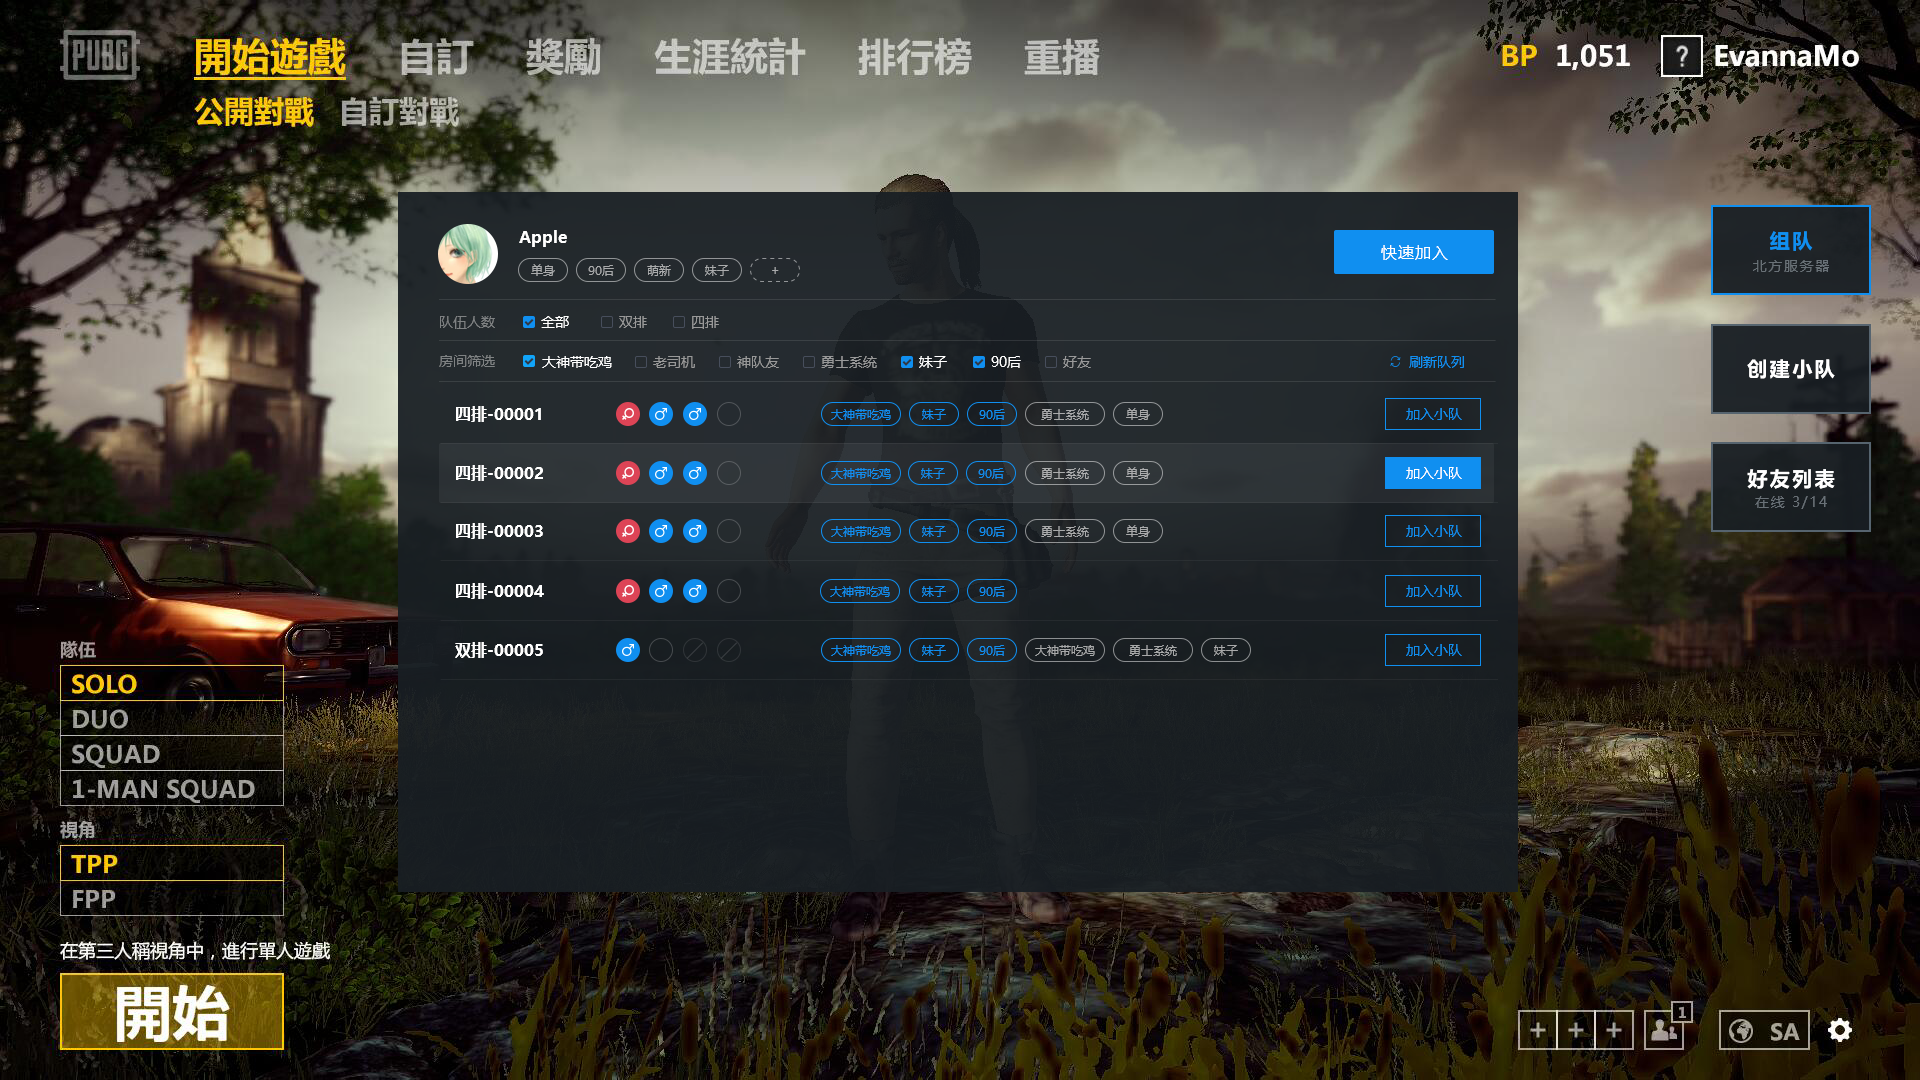 PUBG 開始遊戲 自訂 獎勵 生涯統計 排行榜 重播 BP 1,051 ? EvannaMo
公開對戰 自訂對戰
Apple
单身 90后 萌新 妹子 +
快速加入
队伍人数 全部 双排 四排
房间筛选 大神带吃鸡 老司机 神队友 勇士系统 妹子 90后 好友 刷新队列
四排-00001 大神带吃鸡 妹子 90后 勇士系统 单身 加入小队
四排-00002 大神带吃鸡 妹子 90后 勇士系统 单身 加入小队
四排-00003 大神带吃鸡 妹子 90后 勇士系统 单身 加入小队
四排-00004 大神带吃鸡 妹子 90后 加入小队
双排-00005 大神带吃鸡 妹子 90后 大神带吃鸡 勇士系统 妹子 加入小队
组队
北方服务器
创建小队
好友列表
在线 3/14
隊伍
SOLO
DUO
SQUAD
1-MAN SQUAD
視角
TPP
FPP
在第三人稱視角中，進行單人遊戲
開始
+ + + 1 SA